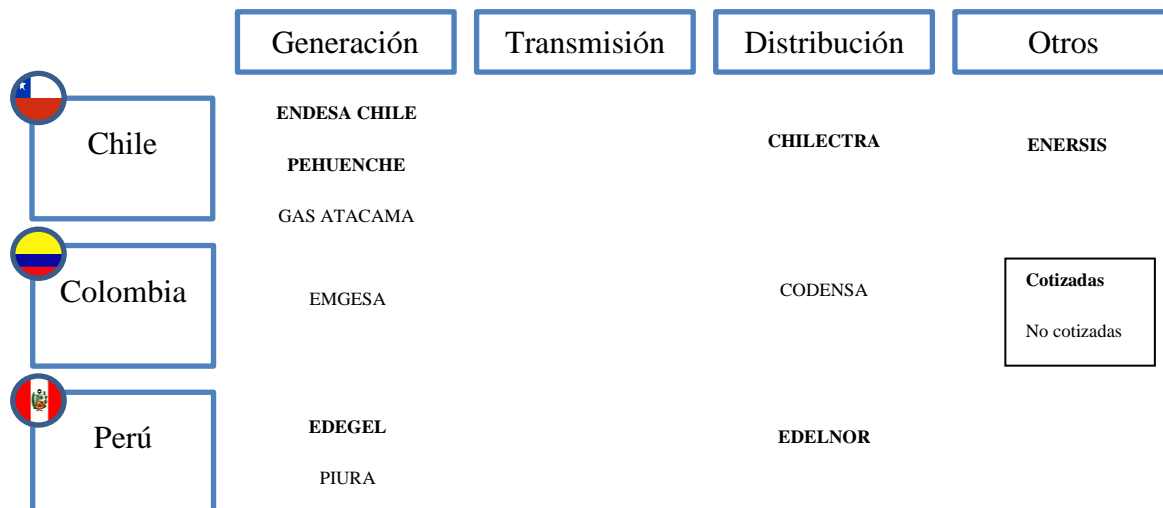 Generación Transmisión Distribución Otros
Chile
ENDESA CHILE
PEHUENCHE
GAS ATACAMA
CHILECTRA
ENERSIS
Colombia
EMGESA
CODENSA
Cotizadas
No cotizadas
Perú
EDEGEL
PIURA
EDELNOR